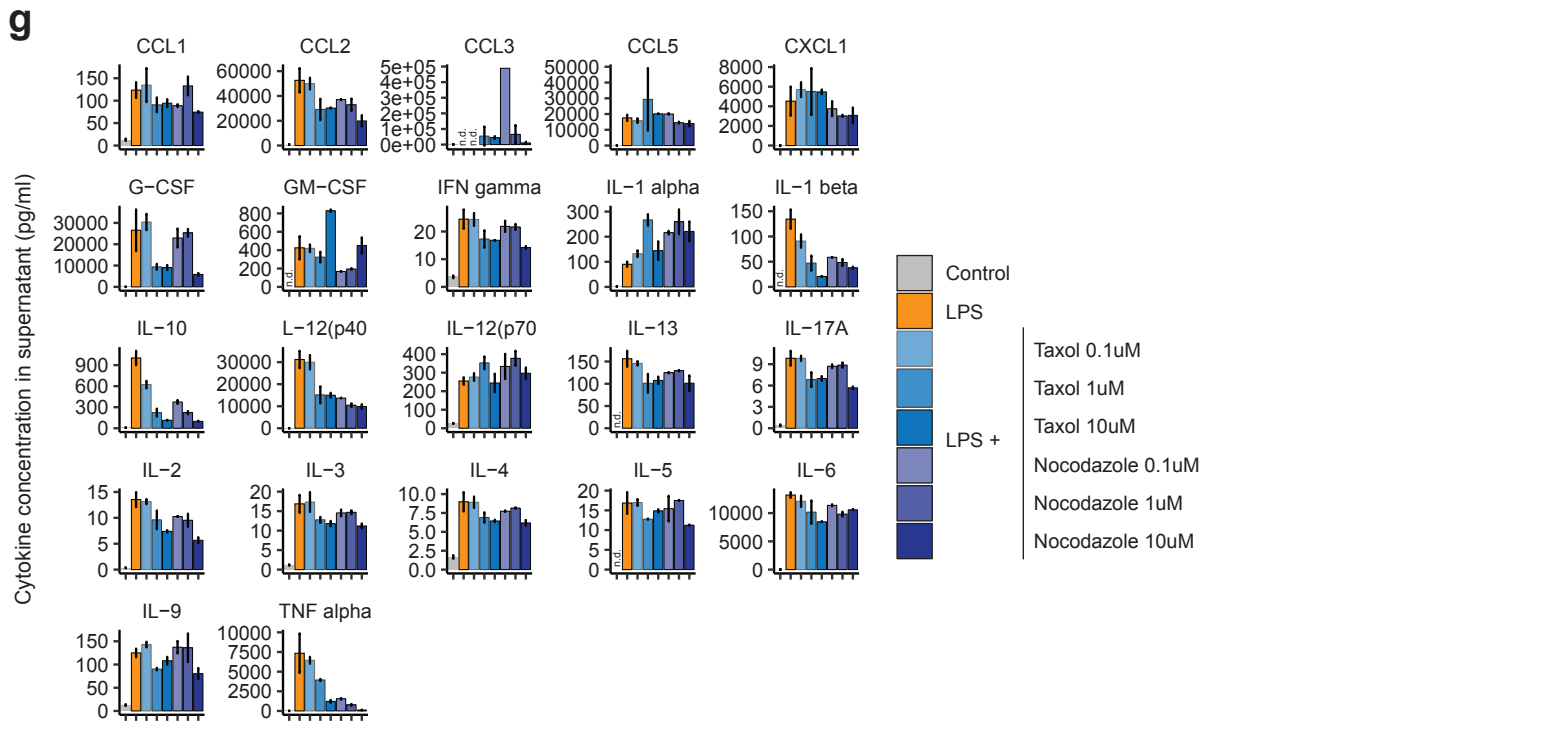 g
Cytokine concentration in supernatant (pg/ml)
CCL1 CCL2 CCL3 CCL5 CXCL1
150 100 50 0
60000 40000 20000 0
5e+05 4e+05 3e+05 2e+05 1e+05 0e+00
n.d. n.d.
50000 40000 30000 20000 10000 0
8000 6000 4000 2000 0
G−CSF GM−CSF IFN gamma IL−1 alpha IL−1 beta
30000 20000 10000 0
800 600 400 200
n.d.
20 10 0
300 200 100 0
150 100 50 0
n.d.
IL−10 L−12(p40 IL−12(p70 IL−13 IL−17A
900 600 300 0
30000 20000 10000 0
400 300 200 100 0
150 100 50 0
n.d.
9 6 3 0
IL−2 IL−3 IL−4 IL−5 IL−6
15 10 5 0
20 15 10 5 0
10.0 7.5 5.0 2.5 0.0
20 15 10 5 0
n.d.
10000 5000 0
IL−9 TNF alpha
150 100 50 0
10000 7500 5000 2500 0
Control
LPS
LPS +
Taxol 0.1uM
Taxol 1uM
Taxol 10uM
Nocodazole 0.1uM
Nocodazole 1uM
Nocodazole 10uM